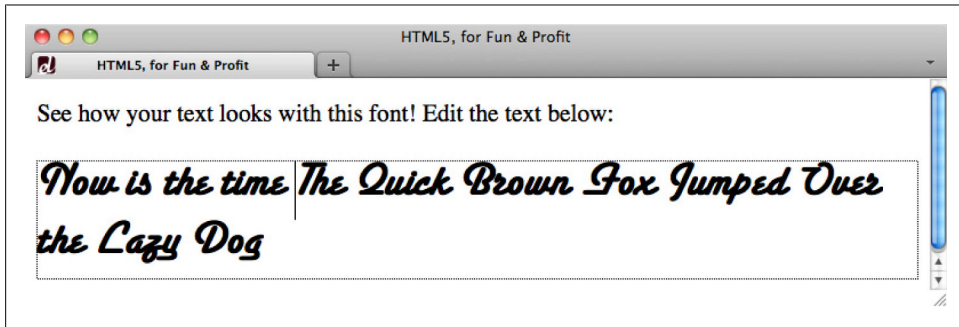 HTML5, for Fun & Profit
HTML5, for Fun & Profit
See how your text looks with this font! Edit the text below:
Now is the time The Quick Brown Fox Jumped Over
the Lazy Dog